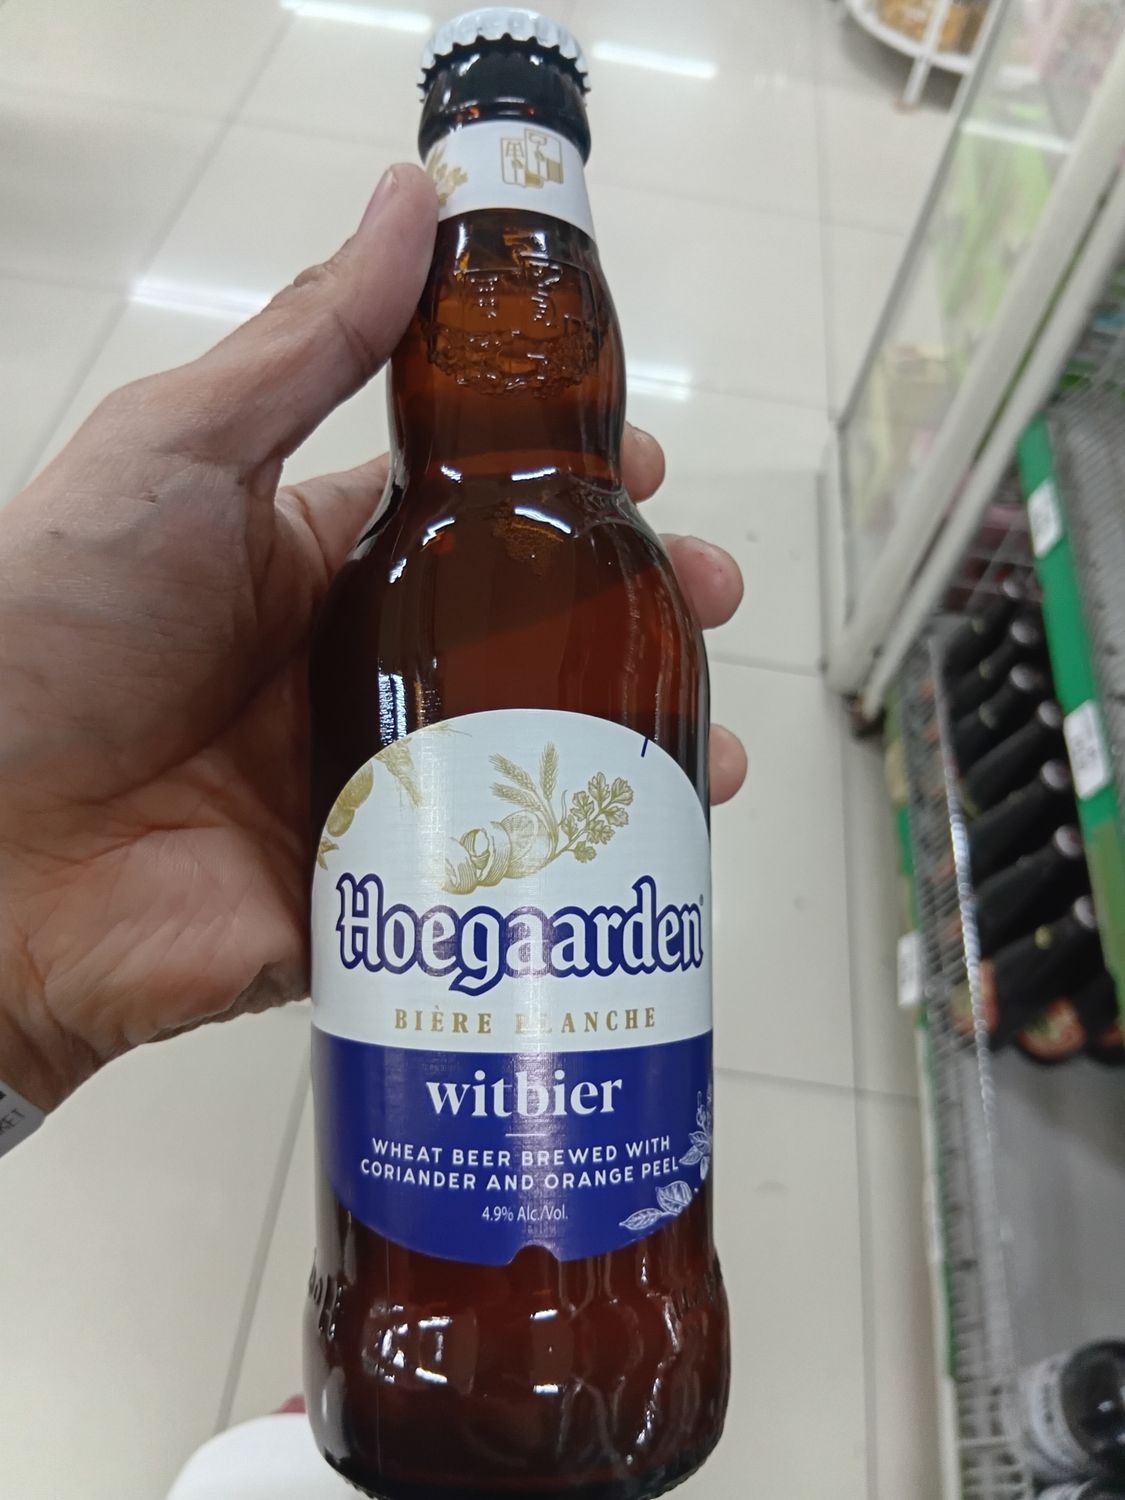 Hoegaarden
BIÈRE BLANCHE
witbier
WHEAT BEER BREWED WITH
CORIANDER AND ORANGE PEEL
4.9% Alc./Vol.